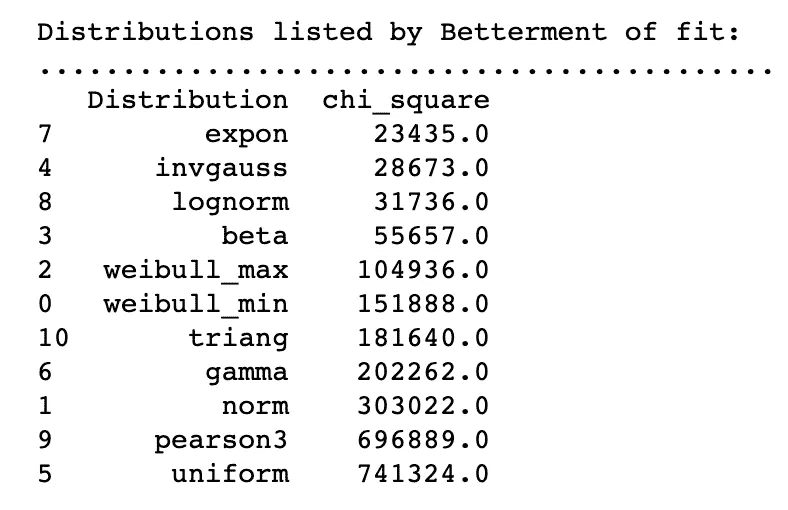 Distributions listed by Betterment of fit:
............................................
Distribution chi_square
7 expon 23435.0
4 invgauss 28673.0
8 lognorm 31736.0
3 beta 55657.0
2 weibull_max 104936.0
0 weibull_min 151888.0
10 triang 181640.0
6 gamma 202262.0
1 norm 303022.0
9 pearson3 696889.0
5 uniform 741324.0